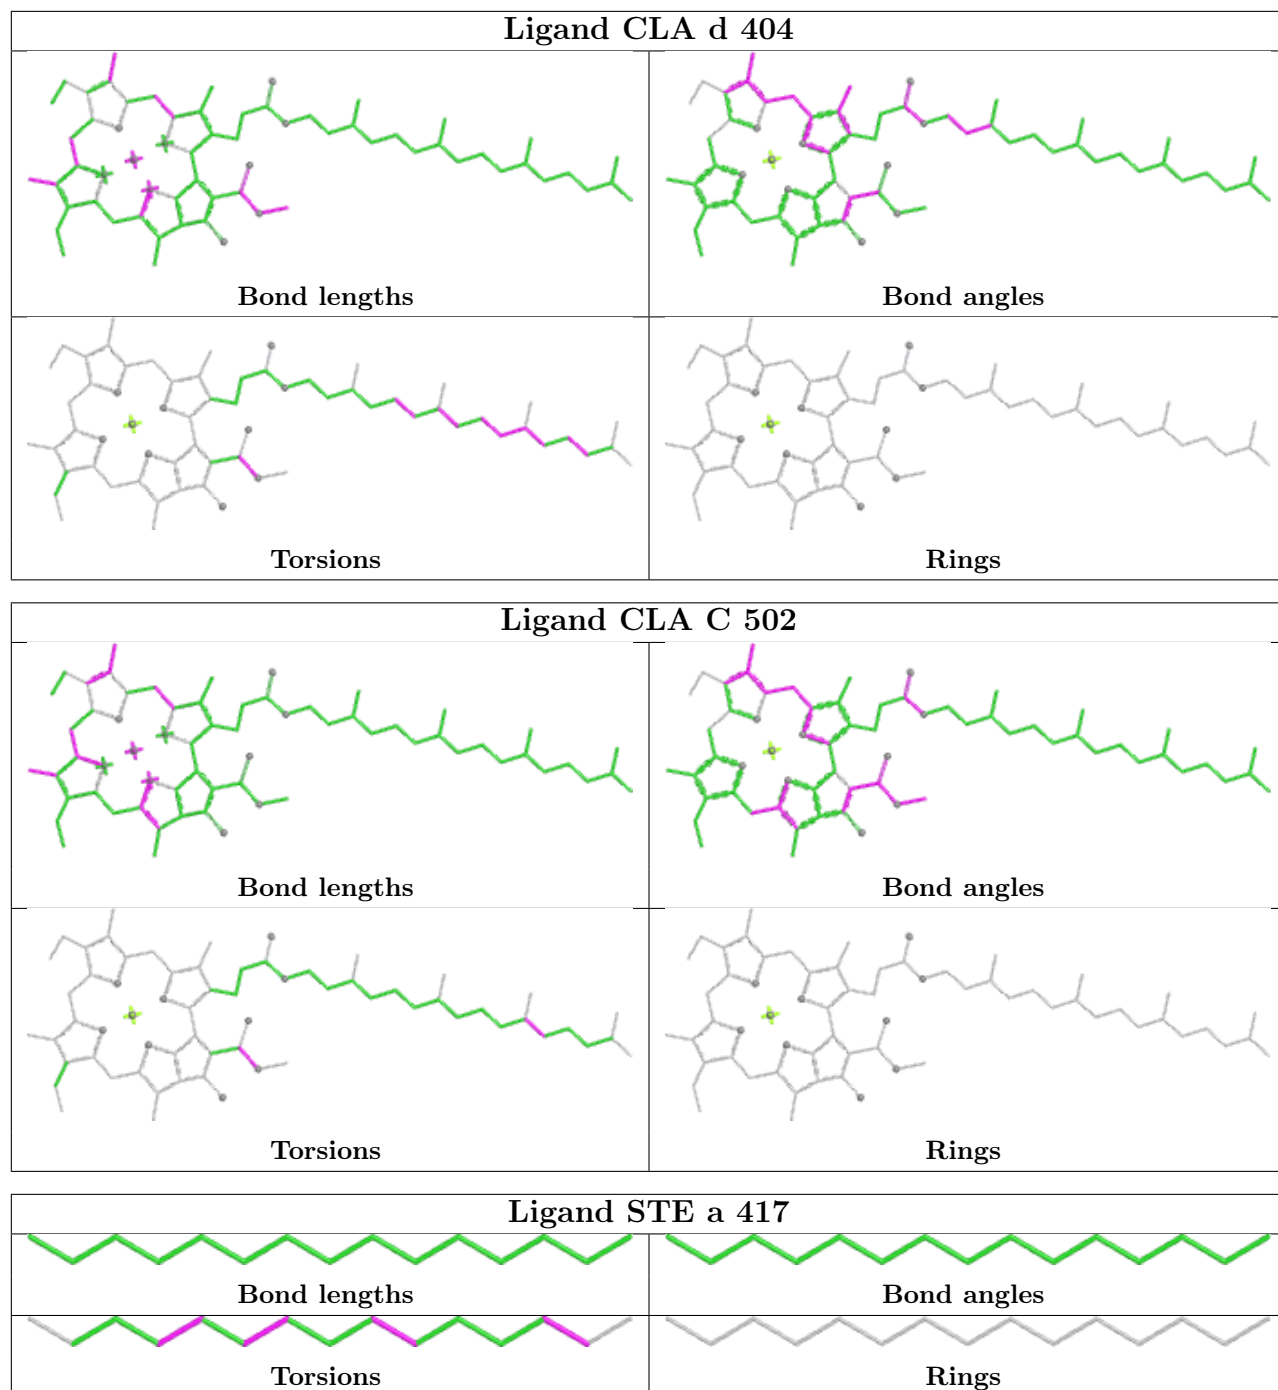 Ligand CLA d 404
Bond lengths
Bond angles
Torsions
Rings
Ligand CLA C 502
Bond lengths
Bond angles
Torsions
Rings
Ligand STE a 417
Bond lengths
Bond angles
Torsions
Rings